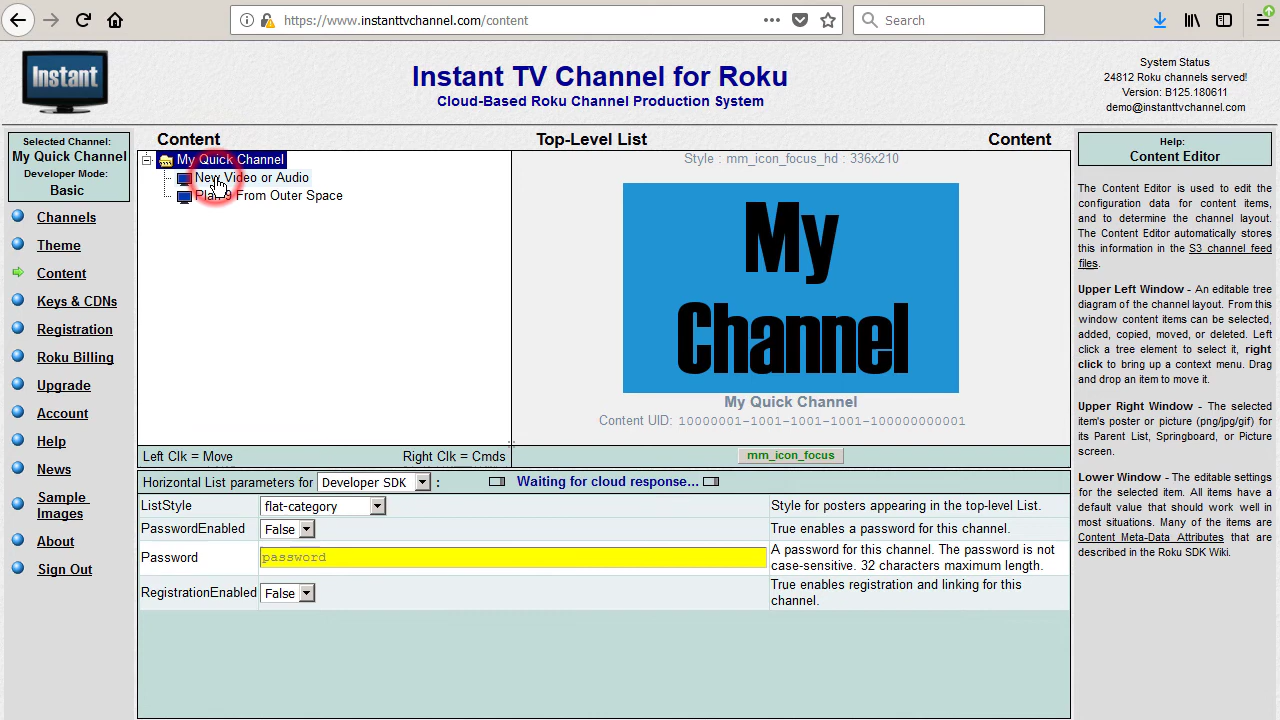 https://www.instanttvchannel.com/content
Search
Instant
Instant TV Channel for Roku
Cloud-Based Roku Channel Production System
System Status
24812 Roku channels served!
Version: B125.180611
demo@instanttvchannel.com
Selected Channel:
My Quick Channel
Developer Mode:
Basic
Channels
Theme
Content
Keys & CDNs
Registration
Roku Billing
Upgrade
Account
Help
News
Sample
Images
About
Sign Out
Content
Top-Level List
Content
My Quick Channel
New Video or Audio
Plan 9 From Outer Space
Left Clk = Move
Right Clk = Cmds
Style : mm_icon_focus_hd : 336x210
My
Channel
My Quick Channel
Content UID: 10000001-1001-1001-1001-100000000001
mm_icon_focus
Horizontal List parameters for Developer SDK :
Waiting for cloud response...
ListStyle
flat-category
Style for posters appearing in the top-level List.
PasswordEnabled
False
True enables a password for this channel.
Password
password
A password for this channel. The password is not
case-sensitive. 32 characters maximum length.
RegistrationEnabled
False
True enables registration and linking for this
channel.
Help:
Content Editor
The Content Editor is used to edit the
configuration data for content items,
and to determine the channel layout.
The Content Editor automatically stores
this information in the S3 channel feed
files.
Upper Left Window - An editable tree
diagram of the channel layout. From this
window content items can be selected,
added, copied, moved, or deleted. Left
click a tree element to select it, right
click to bring up a context menu. Drag
and drop an item to move it.
Upper Right Window - The selected
item's poster or picture (png/jpg/gif) for
its Parent List, Springboard, or Picture
screen.
Lower Window - The editable settings
for the selected item. All items have a
default value that should work well in
most situations. Many of the items are
Content Meta-Data Attributes that are
described in the Roku SDK Wiki.